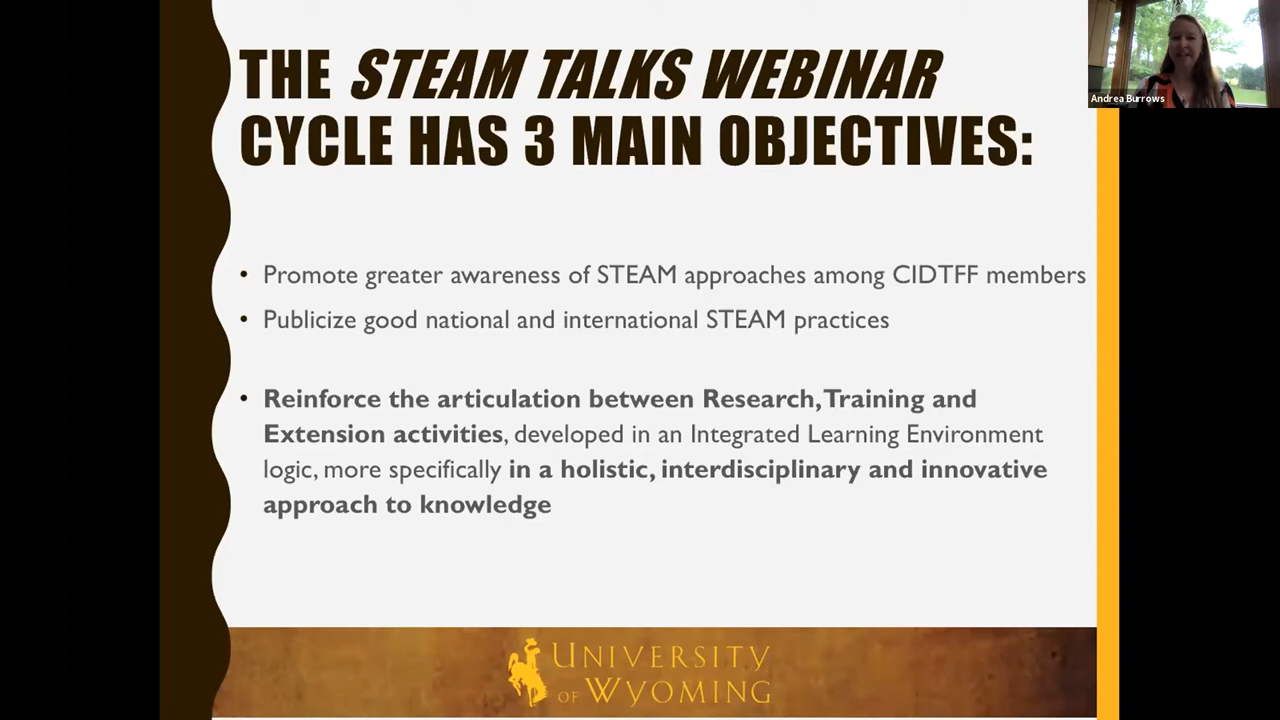 THE STEAM TALKS WEBINAR
CYCLE HAS 3 MAIN OBJECTIVES:
Andrea Burrows
• Promote greater awareness of STEAM approaches among CIDTFF members
• Publicize good national and international STEAM practices
• Reinforce the articulation between Research, Training and
Extension activities, developed in an Integrated Learning Environment
logic, more specifically in a holistic, interdisciplinary and innovative
approach to knowledge
UNIVERSITY
OF WYOMING